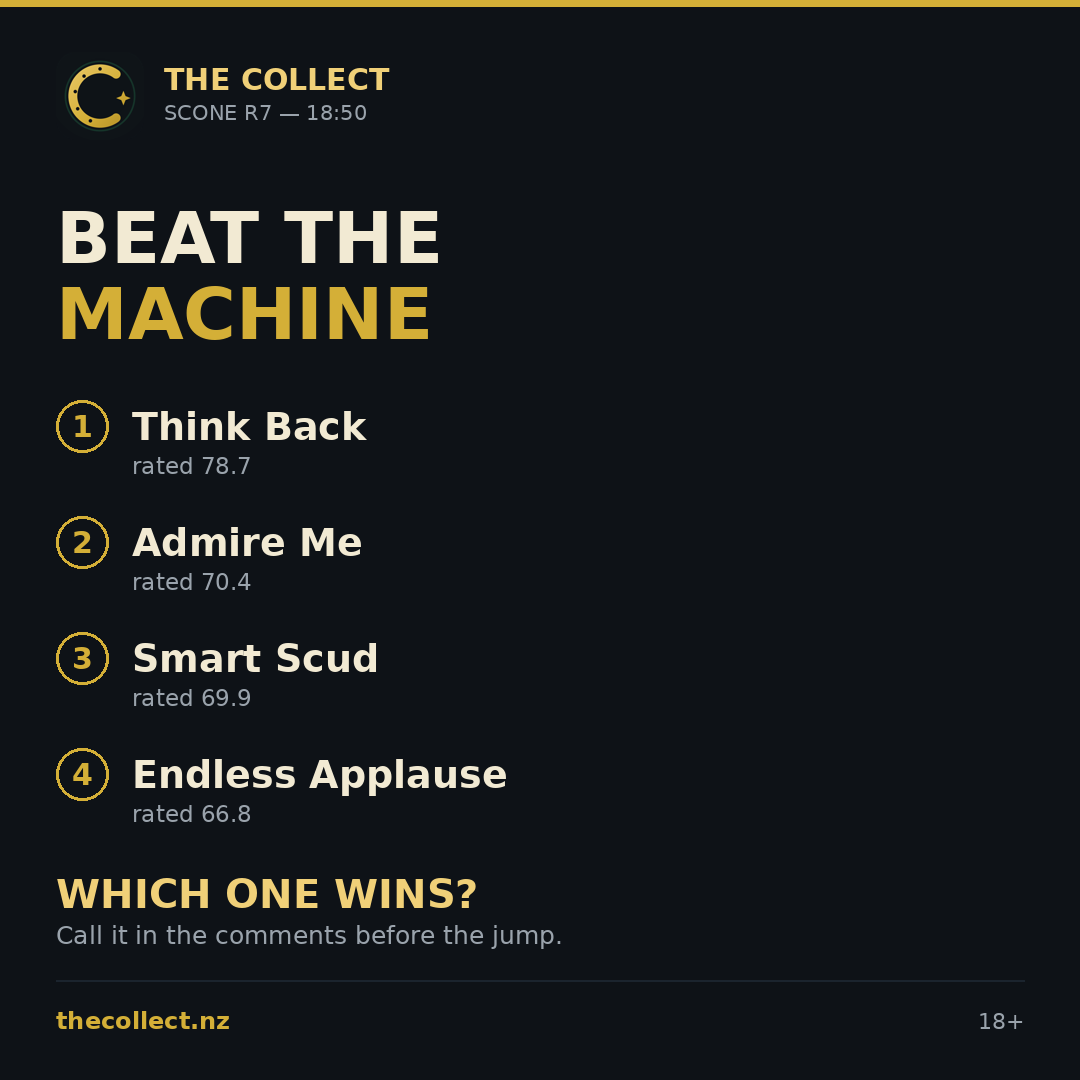 THE COLLECT
SCONE R7 — 18:50
BEAT THE
MACHINE
1 Think Back
rated 78.7
2 Admire Me
rated 70.4
3 Smart Scud
rated 69.9
4 Endless Applause
rated 66.8
WHICH ONE WINS?
Call it in the comments before the jump.
thecollect.nz
18+